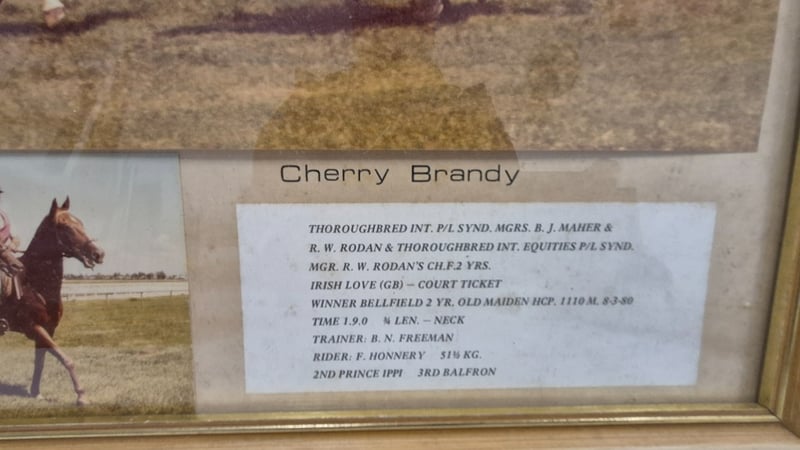 Cherry Brandy
THOROUGHBRED INT. P/L SYND. MGRS. B. J. MAHER &
R. W. RODAN & THOROUGHBRED INT. EQUITIES P/L SYND.
MGR. R. W. RODAN'S CH.F.2 YRS.
IRISH LOVE (GB) – COURT TICKET
WINNER BELLFIELD 2 YR. OLD MAIDEN HCP. 1110 M. 8-3-80
TIME 1.9.0 ¾ LEN. – NECK
TRAINER: B. N. FREEMAN
RIDER: F. HONNERY 51½ KG.
2ND PRINCE IPPI 3RD BALFRON